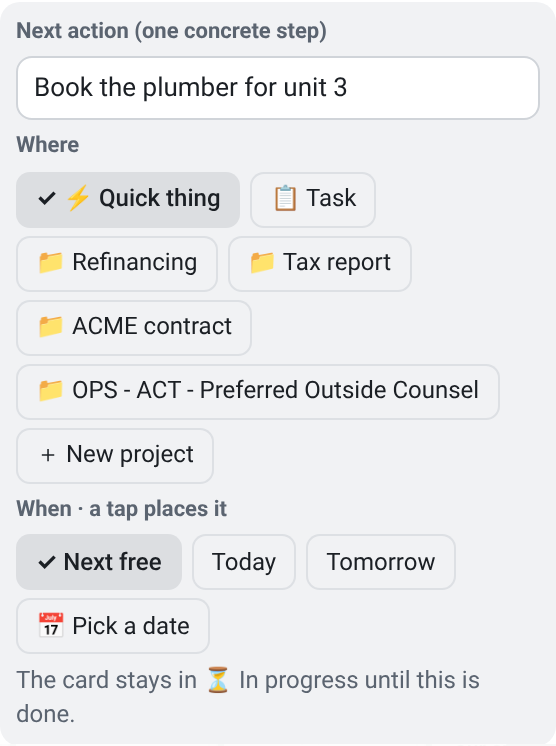 Next action (one concrete step)
Book the plumber for unit 3
Where
✓ ⚡ Quick thing
📋 Task
📁 Refinancing
📁 Tax report
📁 ACME contract
📁 OPS - ACT - Preferred Outside Counsel
+ New project
When · a tap places it
✓ Next free
Today
Tomorrow
📅 Pick a date
The card stays in ⏳ In progress until this is
done.